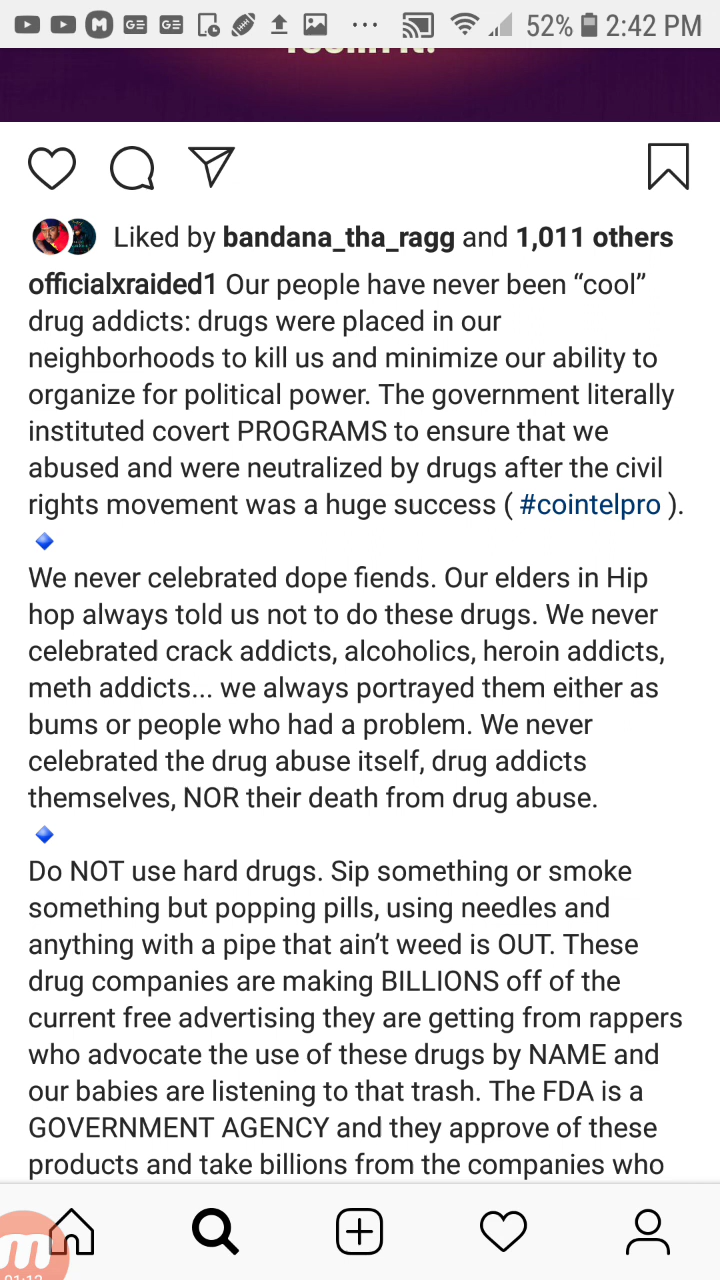 52% 2:42 PM
Liked by bandana_tha_ragg and 1,011 others
officialxraided1 Our people have never been “cool”
drug addicts: drugs were placed in our
neighborhoods to kill us and minimize our ability to
organize for political power. The government literally
instituted covert PROGRAMS to ensure that we
abused and were neutralized by drugs after the civil
rights movement was a huge success ( #cointelpro ).
We never celebrated dope fiends. Our elders in Hip
hop always told us not to do these drugs. We never
celebrated crack addicts, alcoholics, heroin addicts,
meth addicts... we always portrayed them either as
bums or people who had a problem. We never
celebrated the drug abuse itself, drug addicts
themselves, NOR their death from drug abuse.
Do NOT use hard drugs. Sip something or smoke
something but popping pills, using needles and
anything with a pipe that ain’t weed is OUT. These
drug companies are making BILLIONS off of the
current free advertising they are getting from rappers
who advocate the use of these drugs by NAME and
our babies are listening to that trash. The FDA is a
GOVERNMENT AGENCY and they approve of these
products and take billions from the companies who